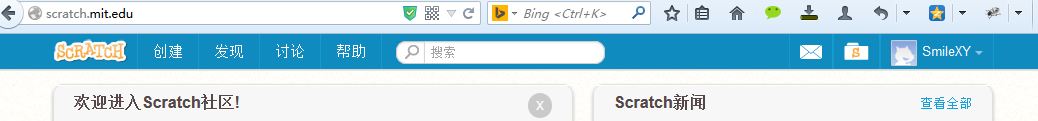 scratch.mit.edu Bing <Ctrl+K>
SCRATCH 创建 发现 讨论 帮助 搜索 S SmileXY
欢迎进入Scratch社区! X Scratch新闻 查看全部